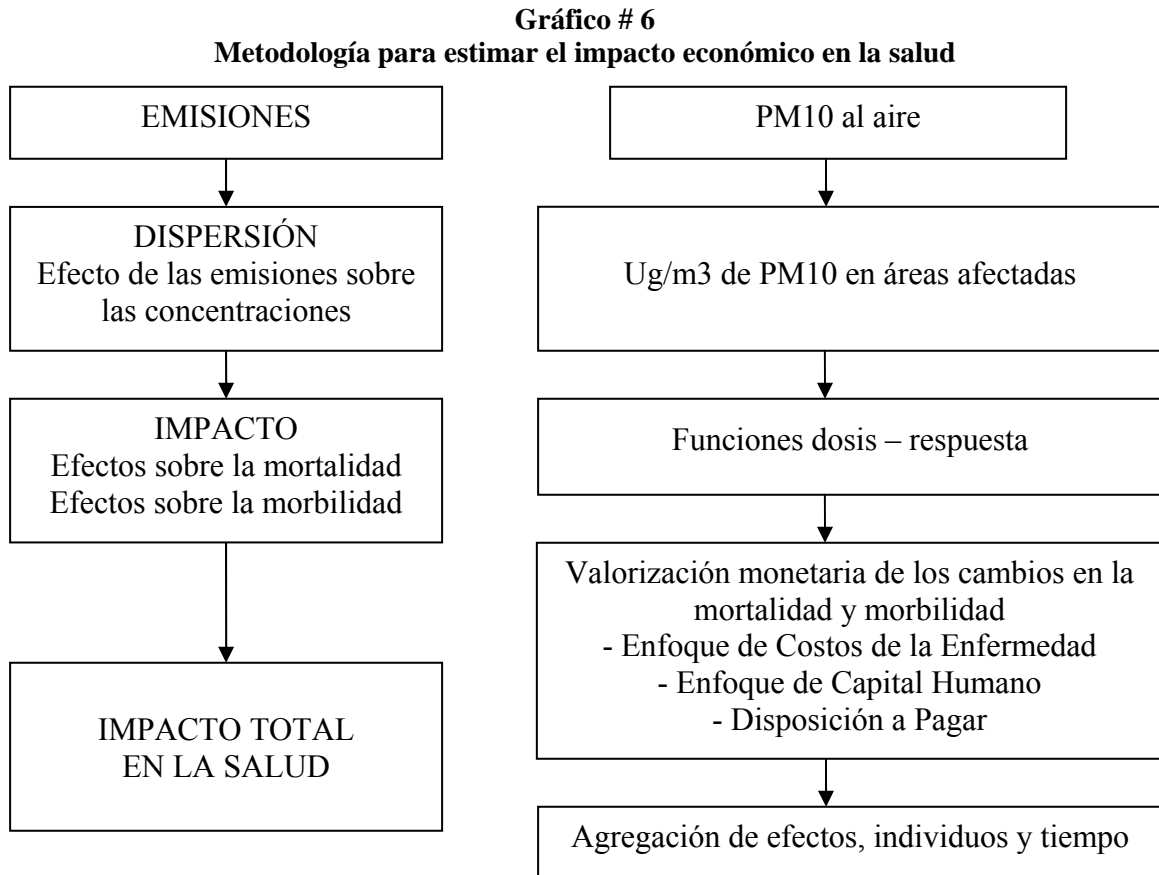 Gráfico # 6
Metodología para estimar el impacto económico en la salud
EMISIONES
DISPERSIÓN
Efecto de las emisiones sobre
las concentraciones
IMPACTO
Efectos sobre la mortalidad
Efectos sobre la morbilidad
IMPACTO TOTAL
EN LA SALUD
PM10 al aire
Ug/m3 de PM10 en áreas afectadas
Funciones dosis – respuesta
Valorización monetaria de los cambios en la
mortalidad y morbilidad
- Enfoque de Costos de la Enfermedad
- Enfoque de Capital Humano
- Disposición a Pagar
Agregación de efectos, individuos y tiempo